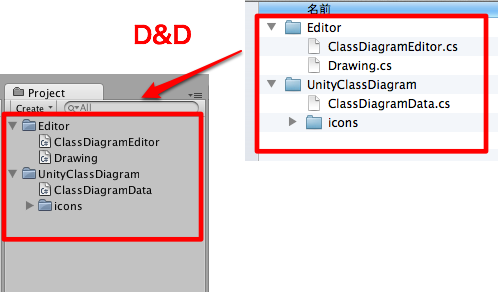 名前
Editor
ClassDiagramEditor.cs
Drawing.cs
UnityClassDiagram
ClassDiagramData.cs
icons
D&D
Project
Create
All
Editor
C# ClassDiagramEditor
C# Drawing
UnityClassDiagram
C# ClassDiagramData
icons